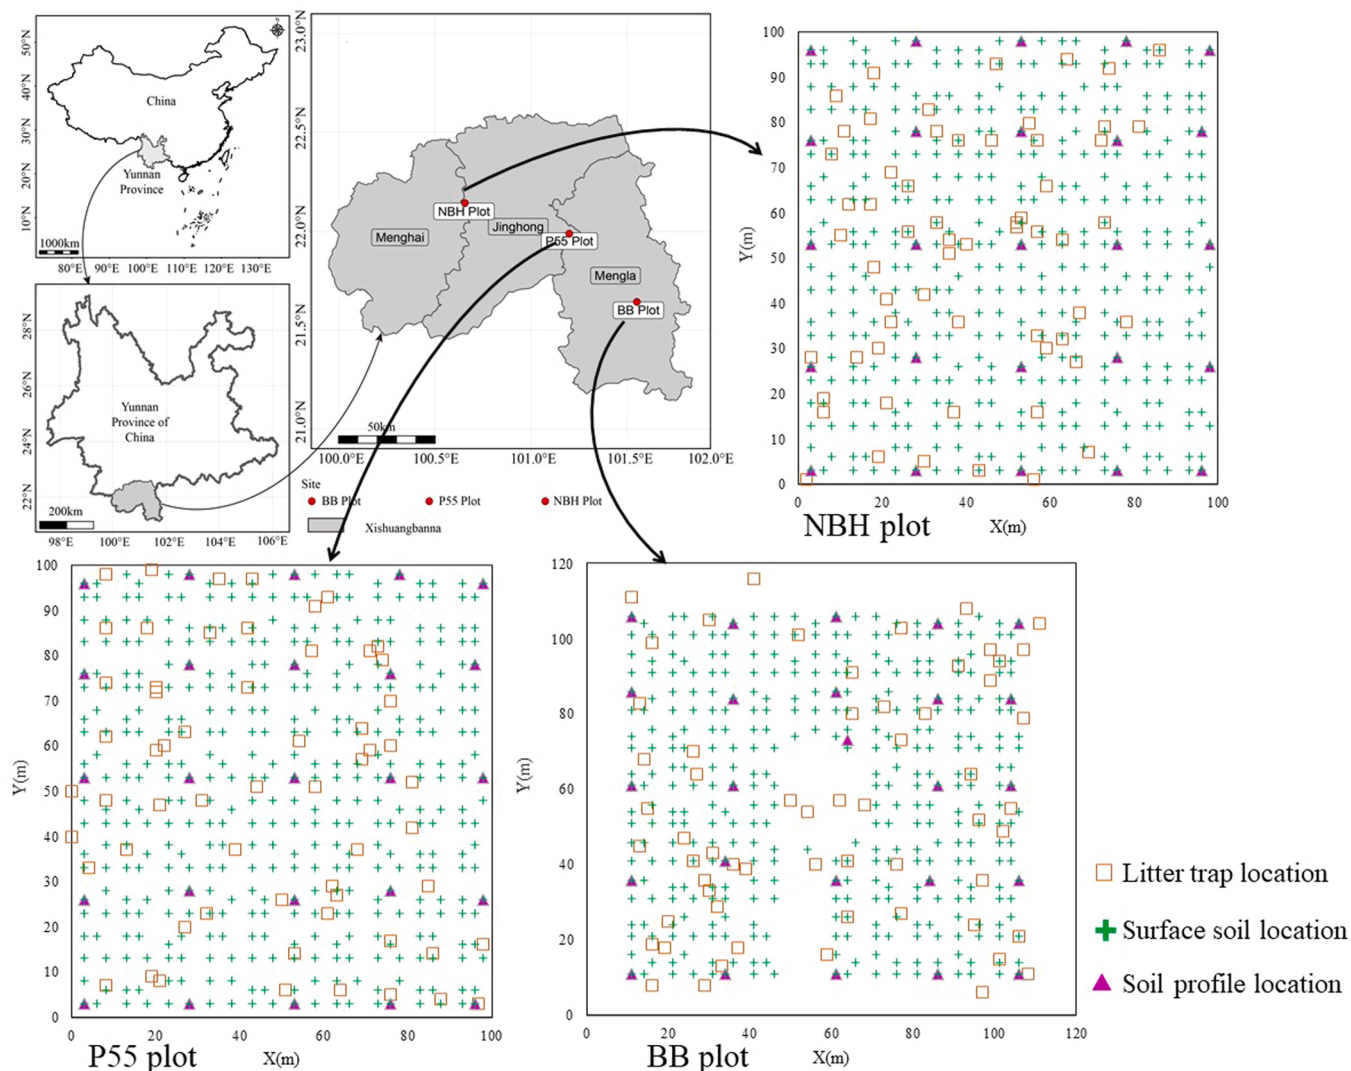 50°N
40°N
30°N
20°N
10°N
China
Yunnan
Province
1000km
80°E 90°E 100°E 110°E 120°E 130°E
28°N
26°N
24°N
22°N
Yunnan
Province of
China
200km
98°E 100°E 102°E 104°E 106°E
23.0°N
22.5°N
22.0°N
21.5°N
21.0°N
NBH Plot
Menghai
Jinghong
P55 Plot
Mengla
BB Plot
50km
100.0°E 100.5°E 101.0°E 101.5°E 102.0°E
Site
BB Plot P55 Plot NBH Plot
Xishuangbanna
100
90
80
70
60
50
40
30
20
10
0
Y(m)
0 20 40 60 80 100
NBH plot X(m)
100
90
80
70
60
50
40
30
20
10
0
Y(m)
0 20 40 60 80 100
P55 plot X(m)
120
100
80
60
40
20
0
Y(m)
0 20 40 60 80 100 120
BB plot X(m)
Litter trap location
Surface soil location
Soil profile location